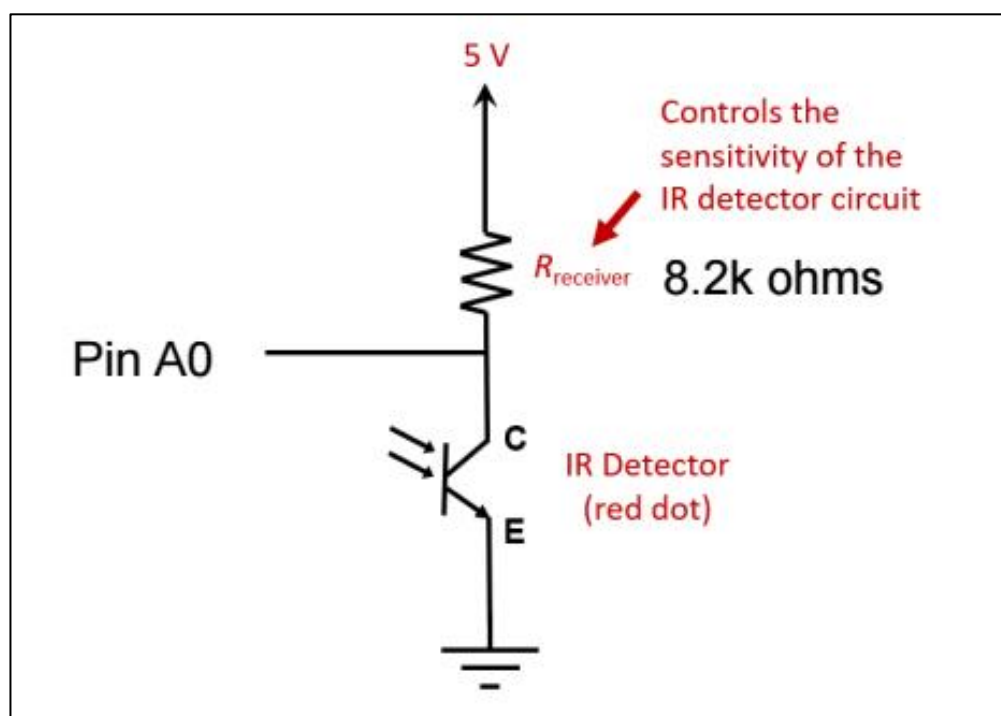 5 V
Controls the
sensitivity of the
IR detector circuit
Rreceiver 8.2k ohms
Pin A0
C
IR Detector
(red dot)
E